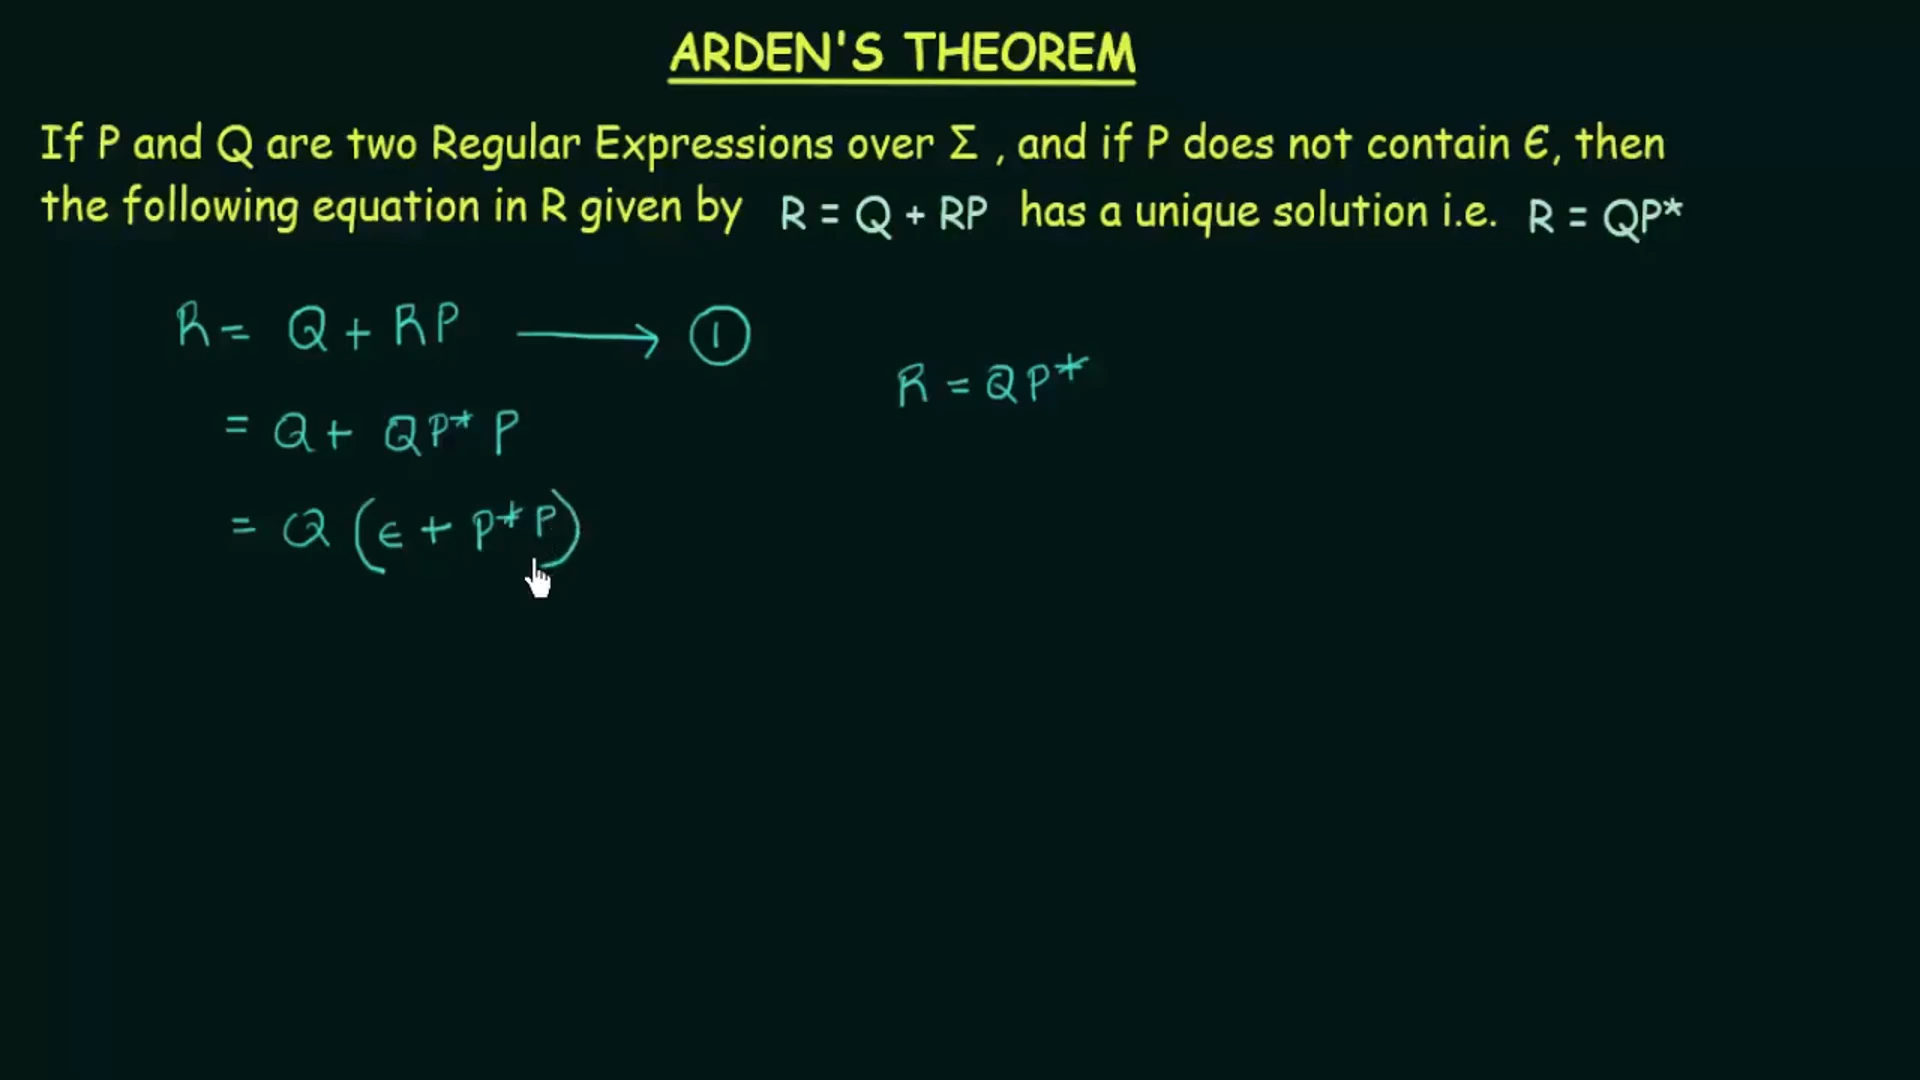 ARDEN'S THEOREM
If P and Q are two Regular Expressions over Σ , and if P does not contain Є, then
the following equation in R given by R = Q + RP has a unique solution i.e. R = QP*
R = Q + RP ⟶ ①
R = QP*
= Q + QP* P
= Q (ϵ + P*P)